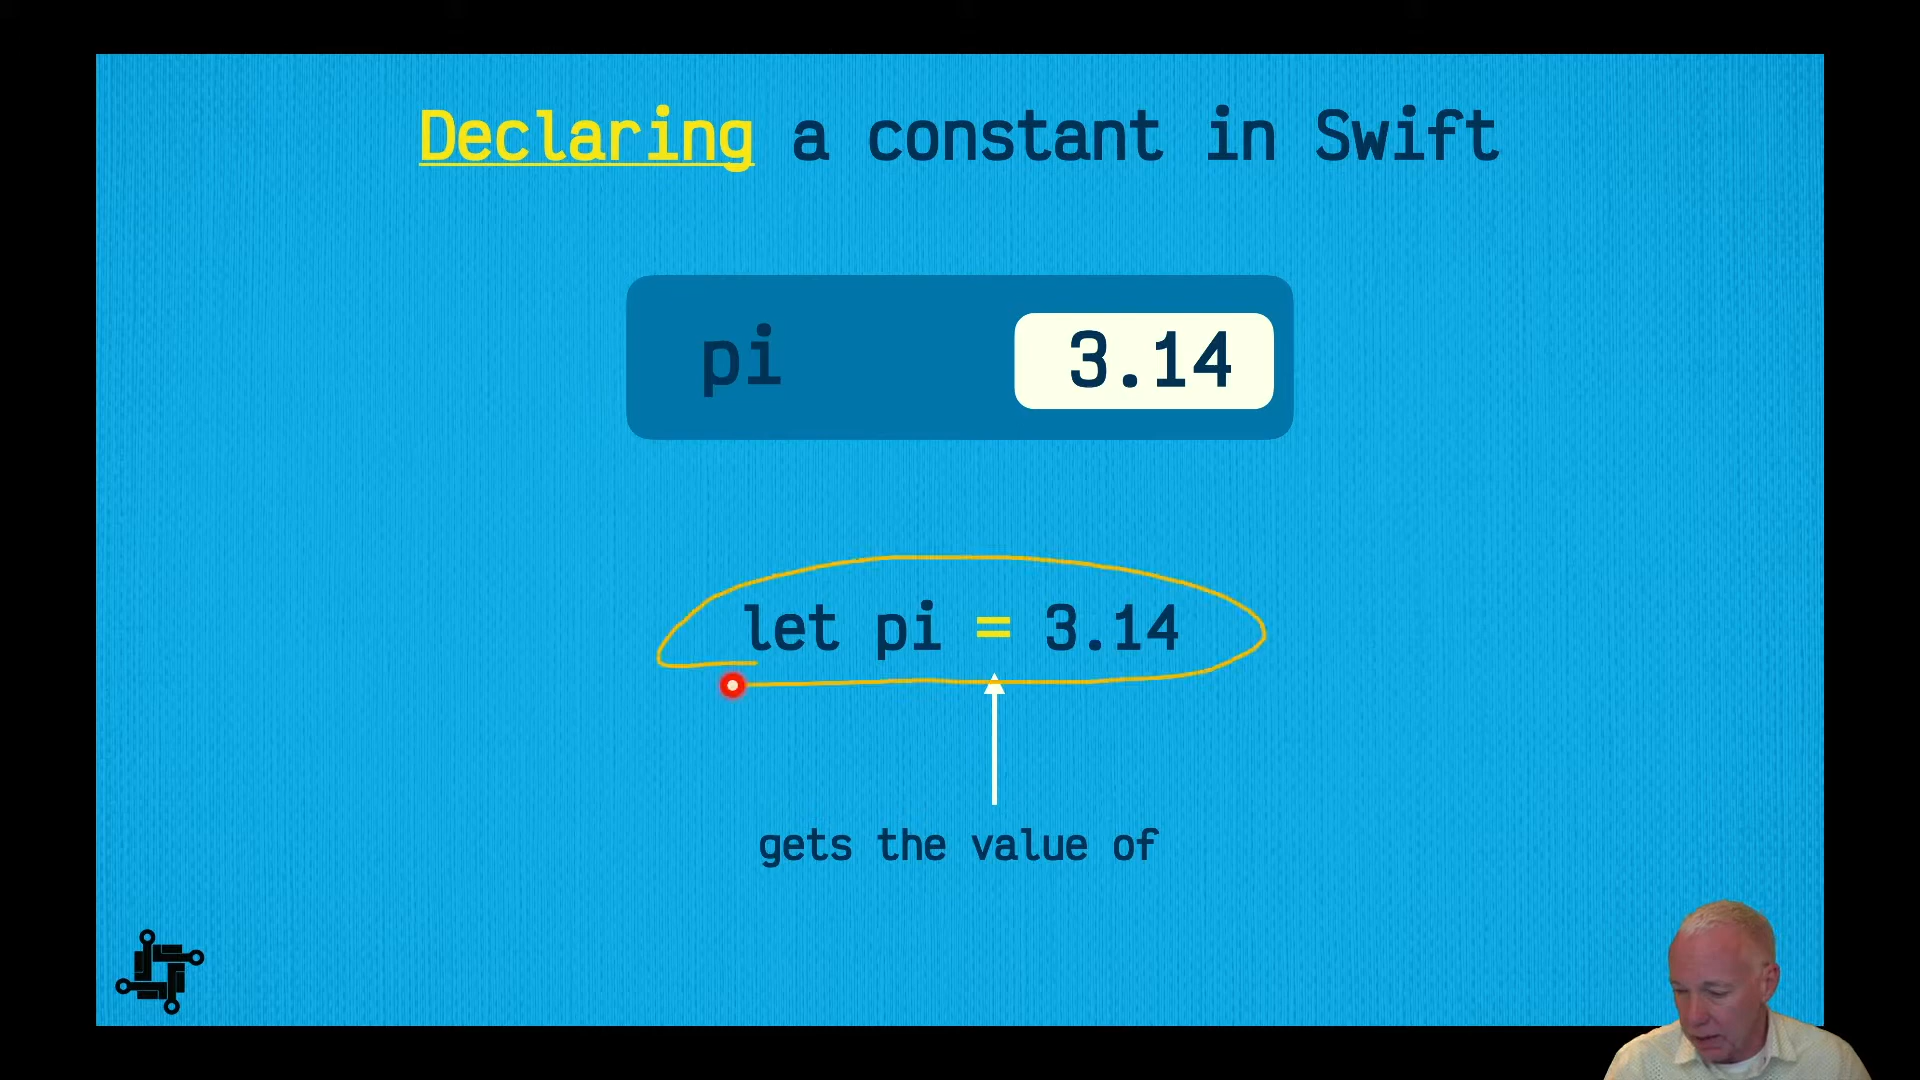 Declaring a constant in Swift
pi 3.14
let pi = 3.14
gets the value of